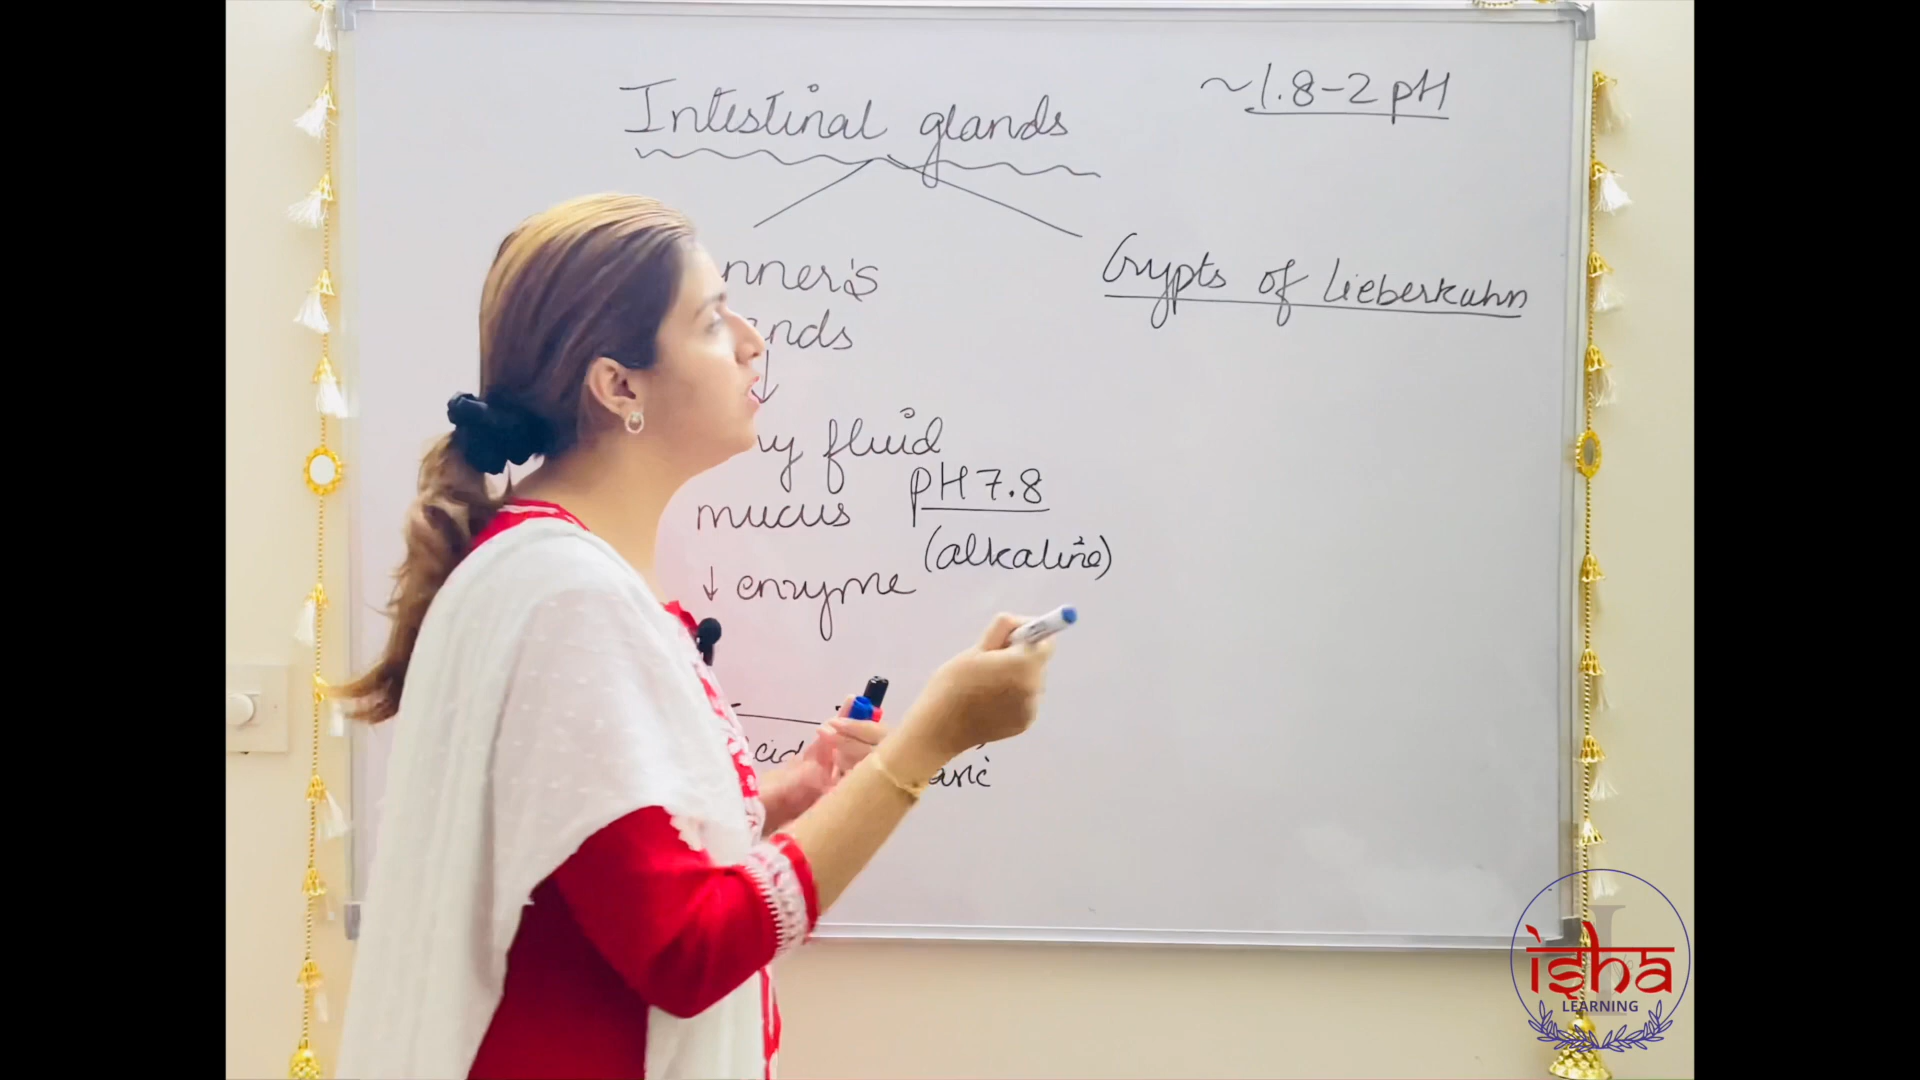 Intestinal glands
~1.8-2 pH
nner's
nds
Crypts of Lieberkuhn
fluid
mucus
pH 7.8
(alkaline)
↓ enzyme
isha
LEARNING